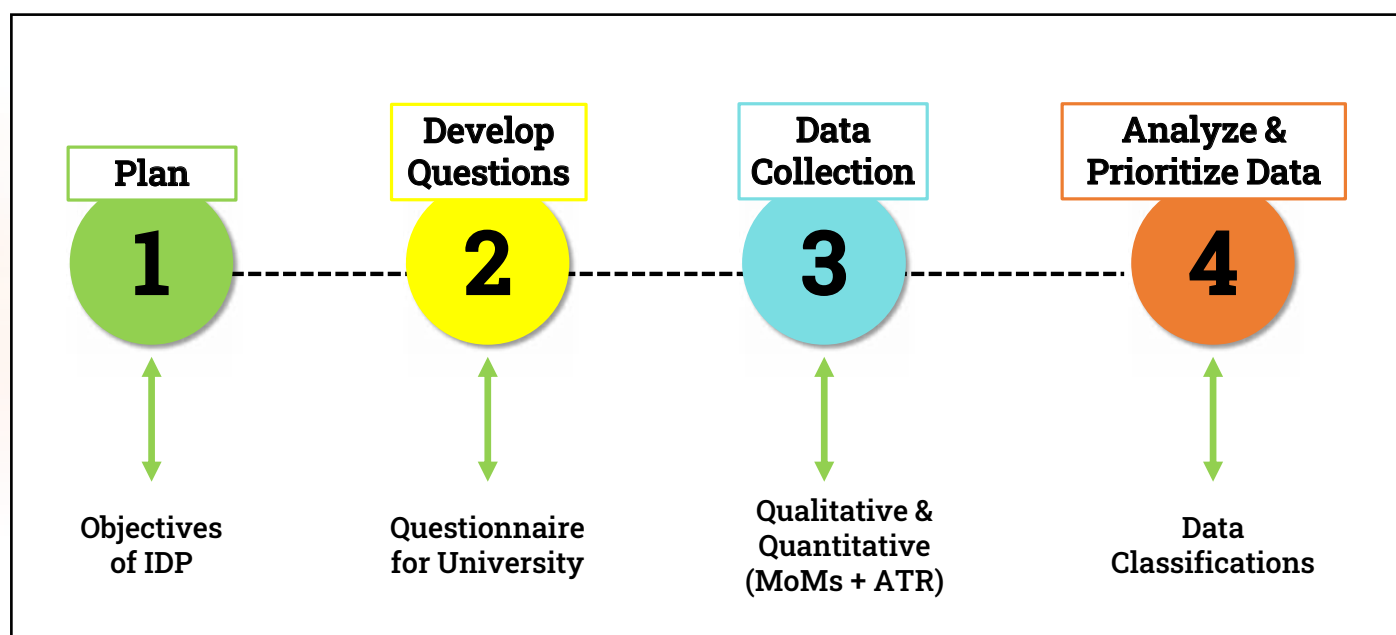 Plan
1
Objectives
of IDP
Develop
Questions
2
Questionnaire
for University
Data
Collection
3
Qualitative &
Quantitative
(MoMs + ATR)
Analyze &
Prioritize Data
4
Data
Classifications